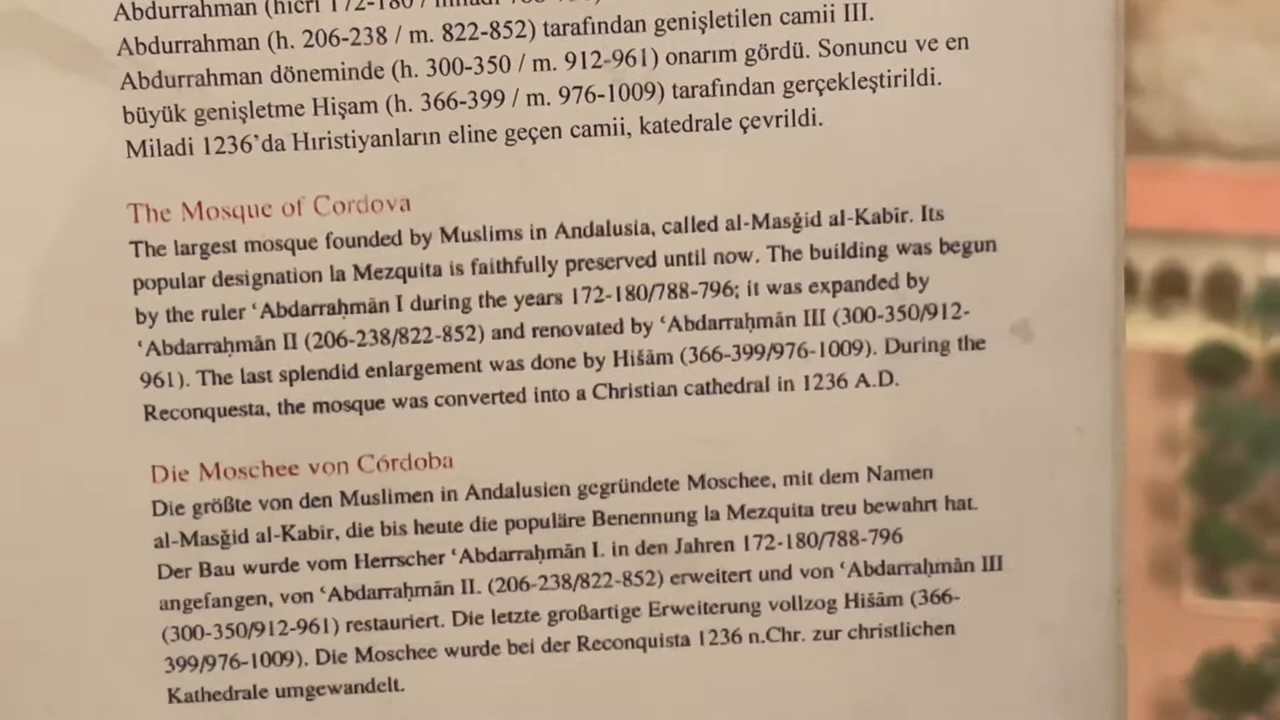 Abdurrahman (hicri 172-180 /
Abdurrahman (h. 206-238 / m. 822-852) tarafından genişletilen camii III.
Abdurrahman döneminde (h. 300-350 / m. 912-961) onarım gördü. Sonuncu ve en
büyük genişletme Hişam (h. 366-399 / m. 976-1009) tarafından gerçekleştirildi.
Miladi 1236’da Hıristiyanların eline geçen camii, katedrale çevrildi.
The Mosque of Cordova
The largest mosque founded by Muslims in Andalusia, called al-Masǧid al-Kabīr. Its
popular designation la Mezquita is faithfully preserved until now. The building was begun
by the ruler ‘Abdarraḥmān I during the years 172-180/788-796; it was expanded by
‘Abdarraḥmān II (206-238/822-852) and renovated by ‘Abdarraḥmān III (300-350/912-
961). The last splendid enlargement was done by Hišām (366-399/976-1009). During the
Reconquesta, the mosque was converted into a Christian cathedral in 1236 A.D.
Die Moschee von Córdoba
Die größte von den Muslimen in Andalusien gegründete Moschee, mit dem Namen
al-Masǧid al-Kabīr, die bis heute die populäre Benennung la Mezquita treu bewahrt hat.
Der Bau wurde vom Herrscher ‘Abdarraḥmān I. in den Jahren 172-180/788-796
angefangen, von ‘Abdarraḥmān II. (206-238/822-852) erweitert und von ‘Abdarraḥmān III
(300-350/912-961) restauriert. Die letzte großartige Erweiterung vollzog Hišām (366-
399/976-1009). Die Moschee wurde bei der Reconquista 1236 n.Chr. zur christlichen
Kathedrale umgewandelt.